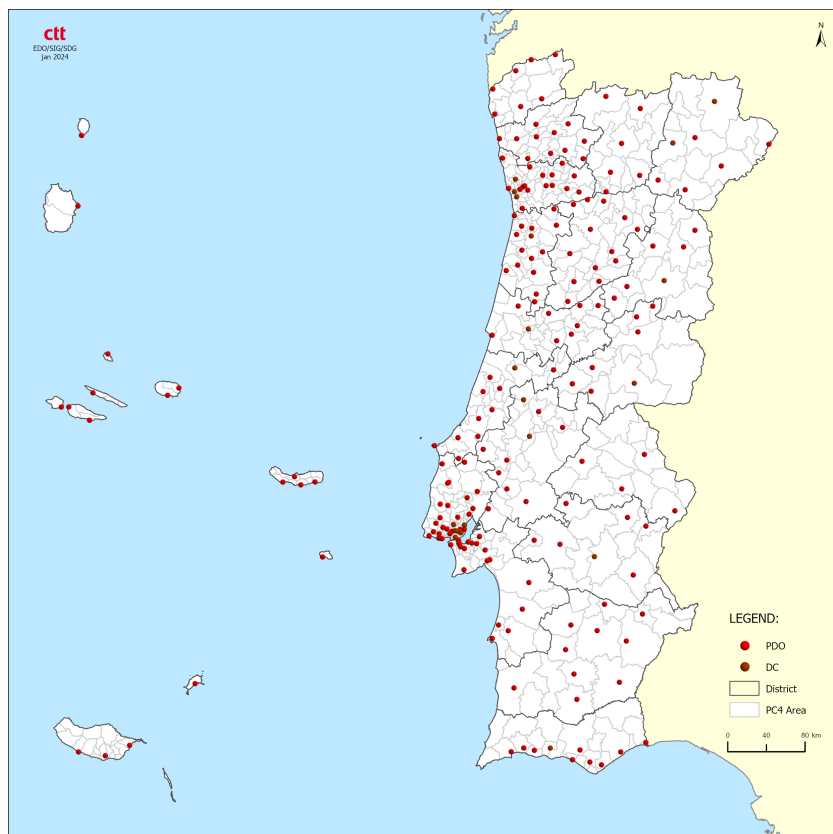 ctt
EDO/SIG/SDG
Jan 2024
N
LEGEND:
PDO
DC
District
PC4 Area
0 40 80 km